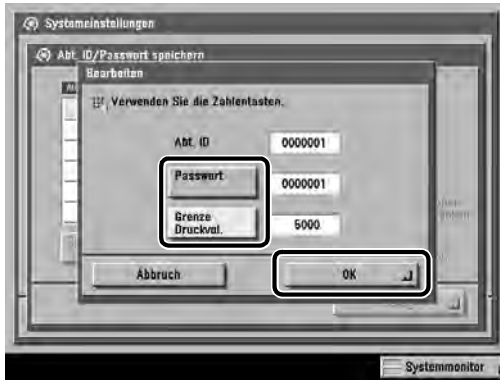 Systemeinstellungen
Abt. ID/Passwort speichern
Bearbeiten
Verwenden Sie die Zahlentasten.
Abt. ID 0000001
Passwort 0000001
Grenze
Druckvol. 5000
Abbruch OK
Systemmonitor